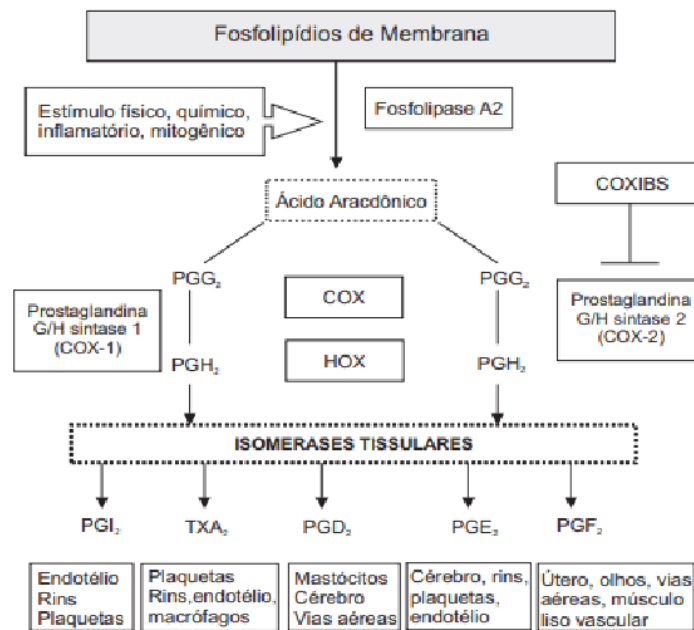 Fosfolipídios de Membrana
Estímulo físico, químico,
inflamatório, mitogênico
Fosfolipase A2
Ácido Aracdônico
COXIBS
PGG₂
PGG₂
COX
Prostaglandina
G/H sintase 1
(COX-1)
Prostaglandina
G/H sintase 2
(COX-2)
HOX
PGH₂
PGH₂
ISOMERASES TISSULARES
PGI₂
TXA₂
PGD₂
PGE₂
PGF₂
Endotélio
Rins
Plaquetas
Plaquetas
Rins,endotélio,
macrófagos
Mastócitos
Cérebro
Vias aéreas
Cérebro, rins,
plaquetas,
endotélio
Útero, olhos, vias
aéreas, músculo
liso vascular